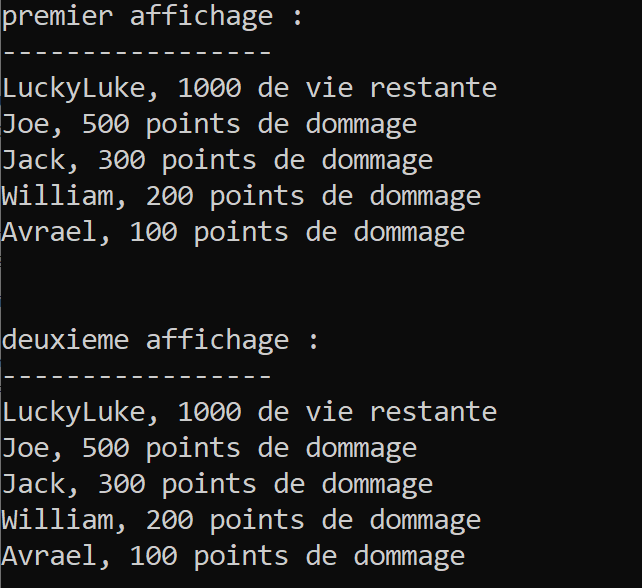 premier affichage :
-----------------
LuckyLuke, 1000 de vie restante
Joe, 500 points de dommage
Jack, 300 points de dommage
William, 200 points de dommage
Avrael, 100 points de dommage
deuxieme affichage :
-----------------
LuckyLuke, 1000 de vie restante
Joe, 500 points de dommage
Jack, 300 points de dommage
William, 200 points de dommage
Avrael, 100 points de dommage